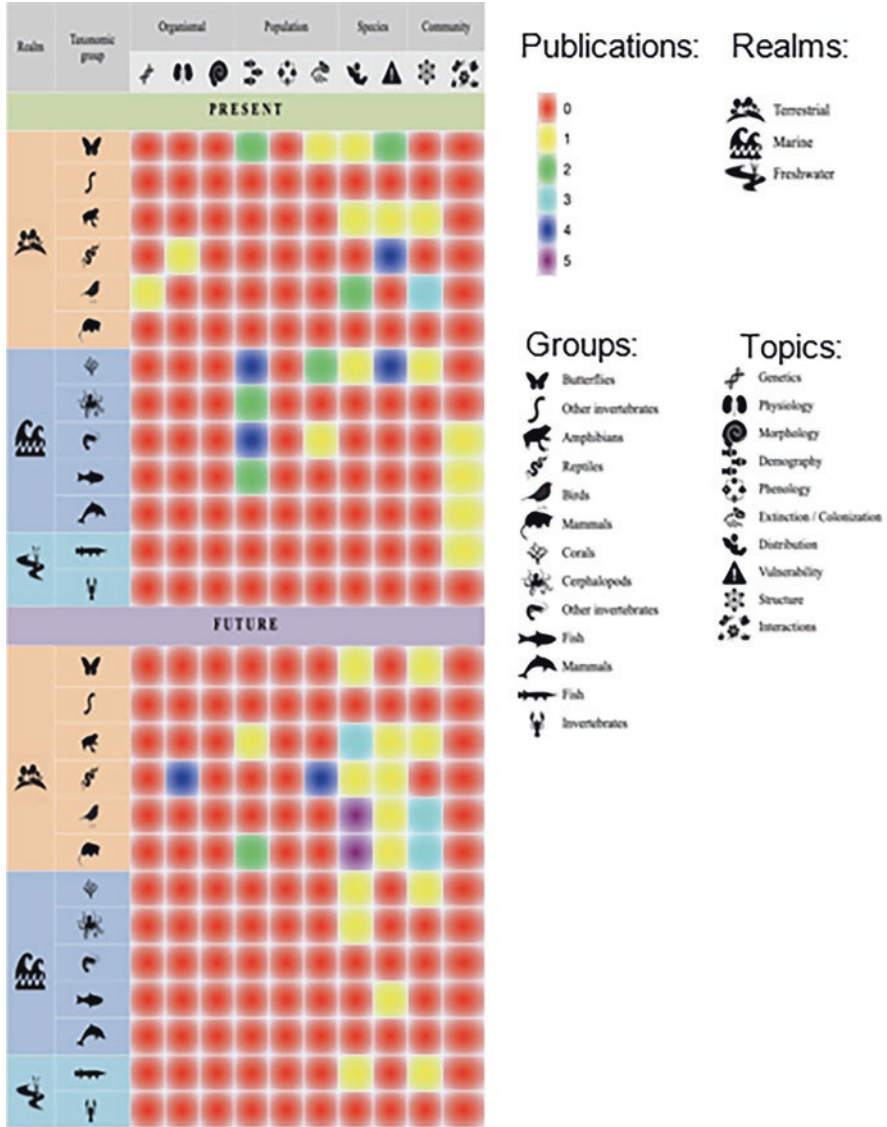 Realm
Taxonomic
group
Organismal
Population
Species
Community
PRESENT
FUTURE
Publications:
0
1
2
3
4
5
Realms:
Terrestrial
Marine
Freshwater
Groups:
Butterflies
Other invertebrates
Amphibians
Reptiles
Birds
Mammals
Corals
Cerphalopods
Other invertebrates
Fish
Mammals
Fish
Invertebrates
Topics:
Genetics
Physiology
Morphology
Demography
Phenology
Extinction / Colonization
Distribution
Vulnerability
Structure
Interactions